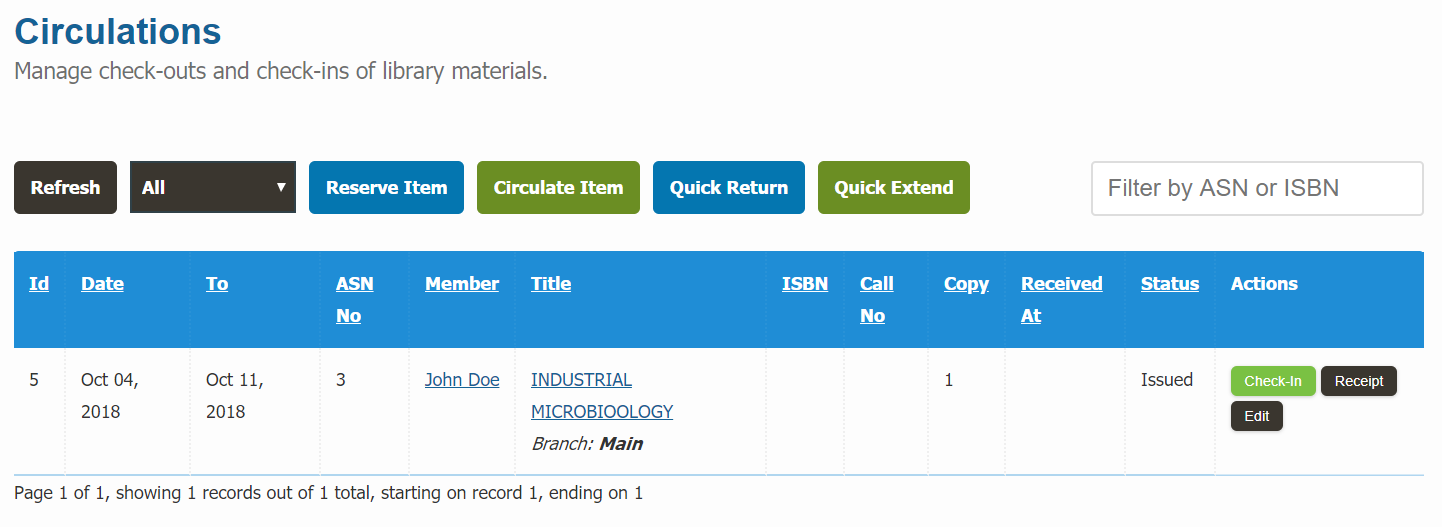 Circulations
Manage check-outs and check-ins of library materials.
Refresh All ▼ Reserve Item Circulate Item Quick Return Quick Extend Filter by ASN or ISBN
Id Date To ASN Member Title ISBN Call Copy Received Status Actions
No No At
5 Oct 04, Oct 11, 3 John Doe INDUSTRIAL 1 Issued Check-In Receipt
2018 2018 MICROBIOOLOGY Edit
Branch: Main
Page 1 of 1, showing 1 records out of 1 total, starting on record 1, ending on 1